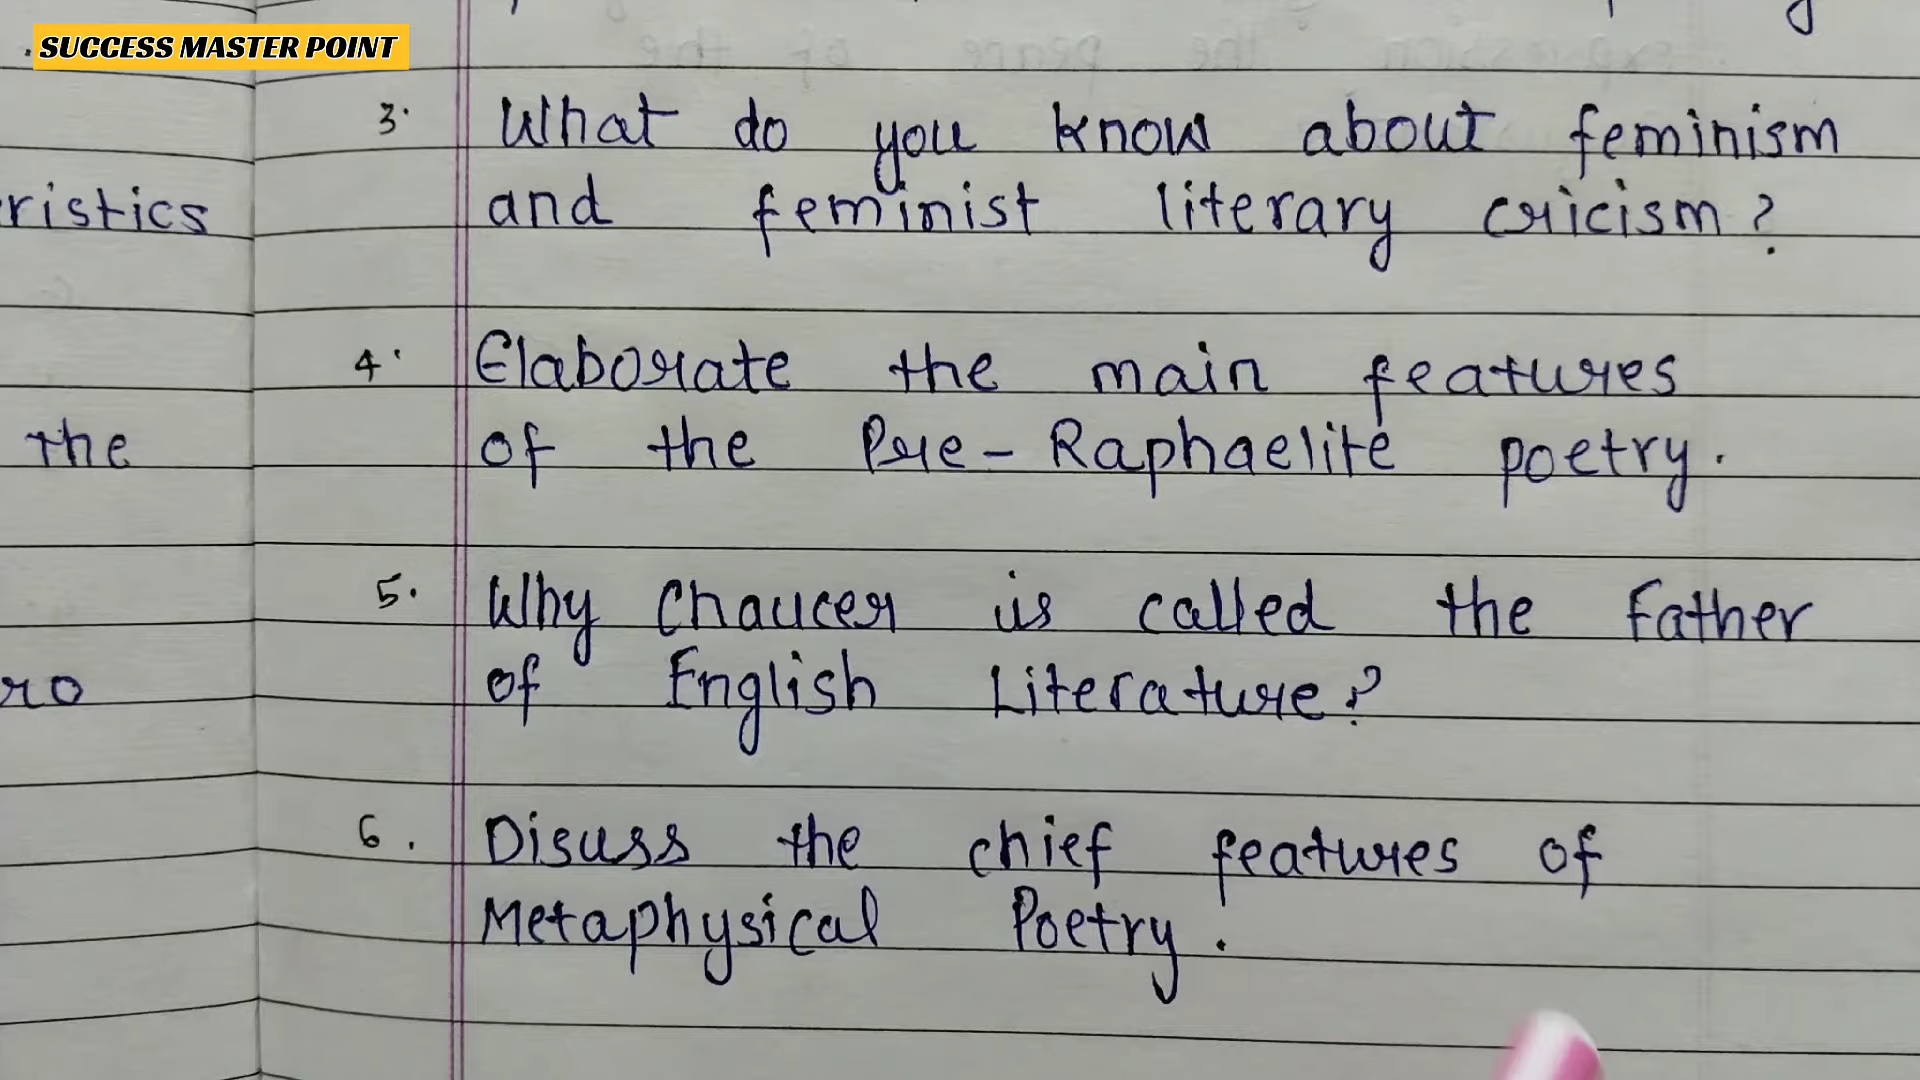 SUCCESS MASTER POINT
ristics
the
ro
3. What do you know about feminism
and feminist literary cricism?
4. Elaborate the main features
of the Pre-Raphaelite poetry.
5. Why Chaucer is called the Father
of English Literature?
6. Disuss the chief features of
Metaphysical Poetry.